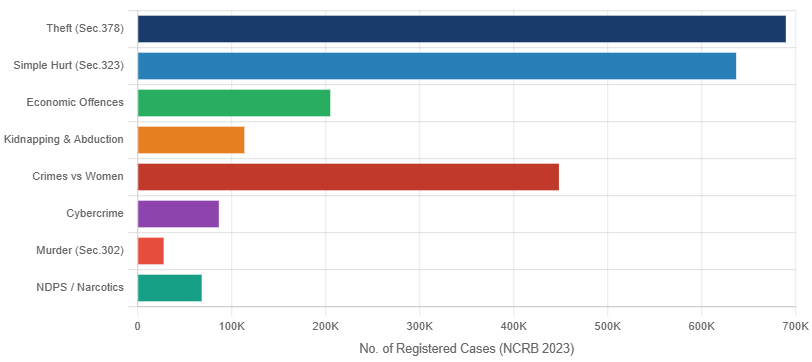 Theft (Sec.378)
Simple Hurt (Sec.323)
Economic Offences
Kidnapping & Abduction
Crimes vs Women
Cybercrime
Murder (Sec.302)
NDPS / Narcotics
0 100K 200K 300K 400K 500K 600K 700K
No. of Registered Cases (NCRB 2023)